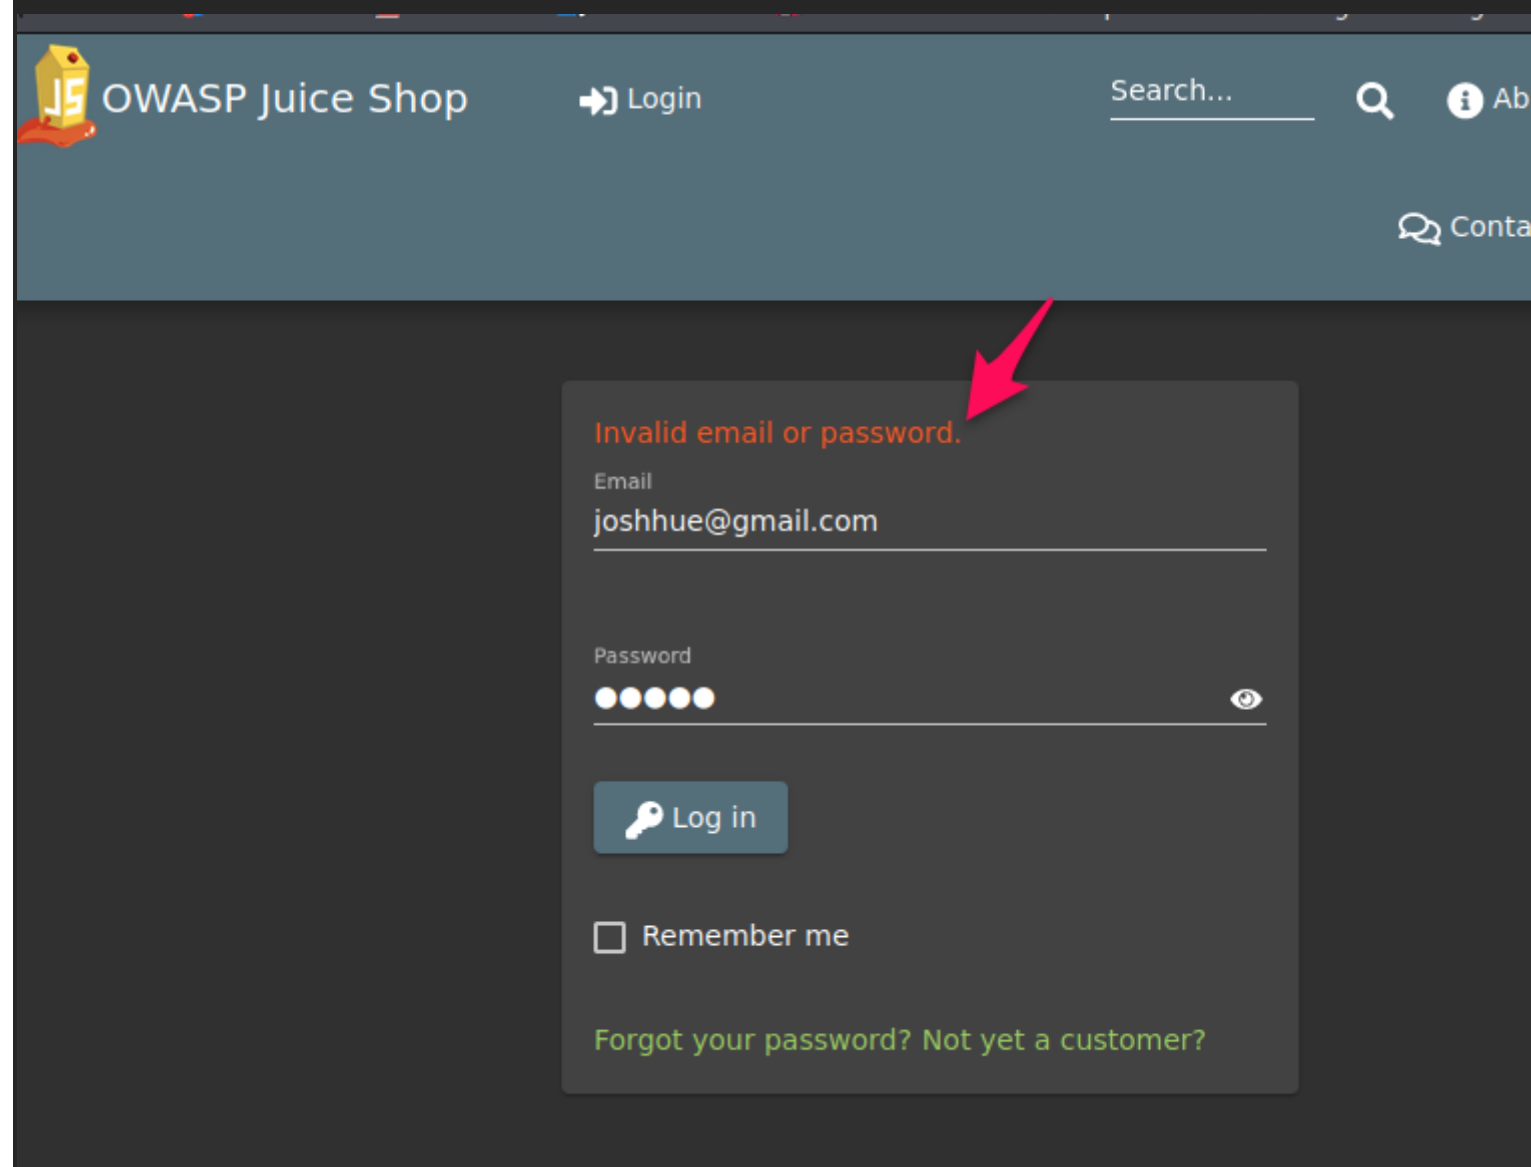 JS OWASP Juice Shop Login Search...
Conta
Invalid email or password.
Email
joshhue@gmail.com
Password
Log in
Remember me
Forgot your password? Not yet a customer?